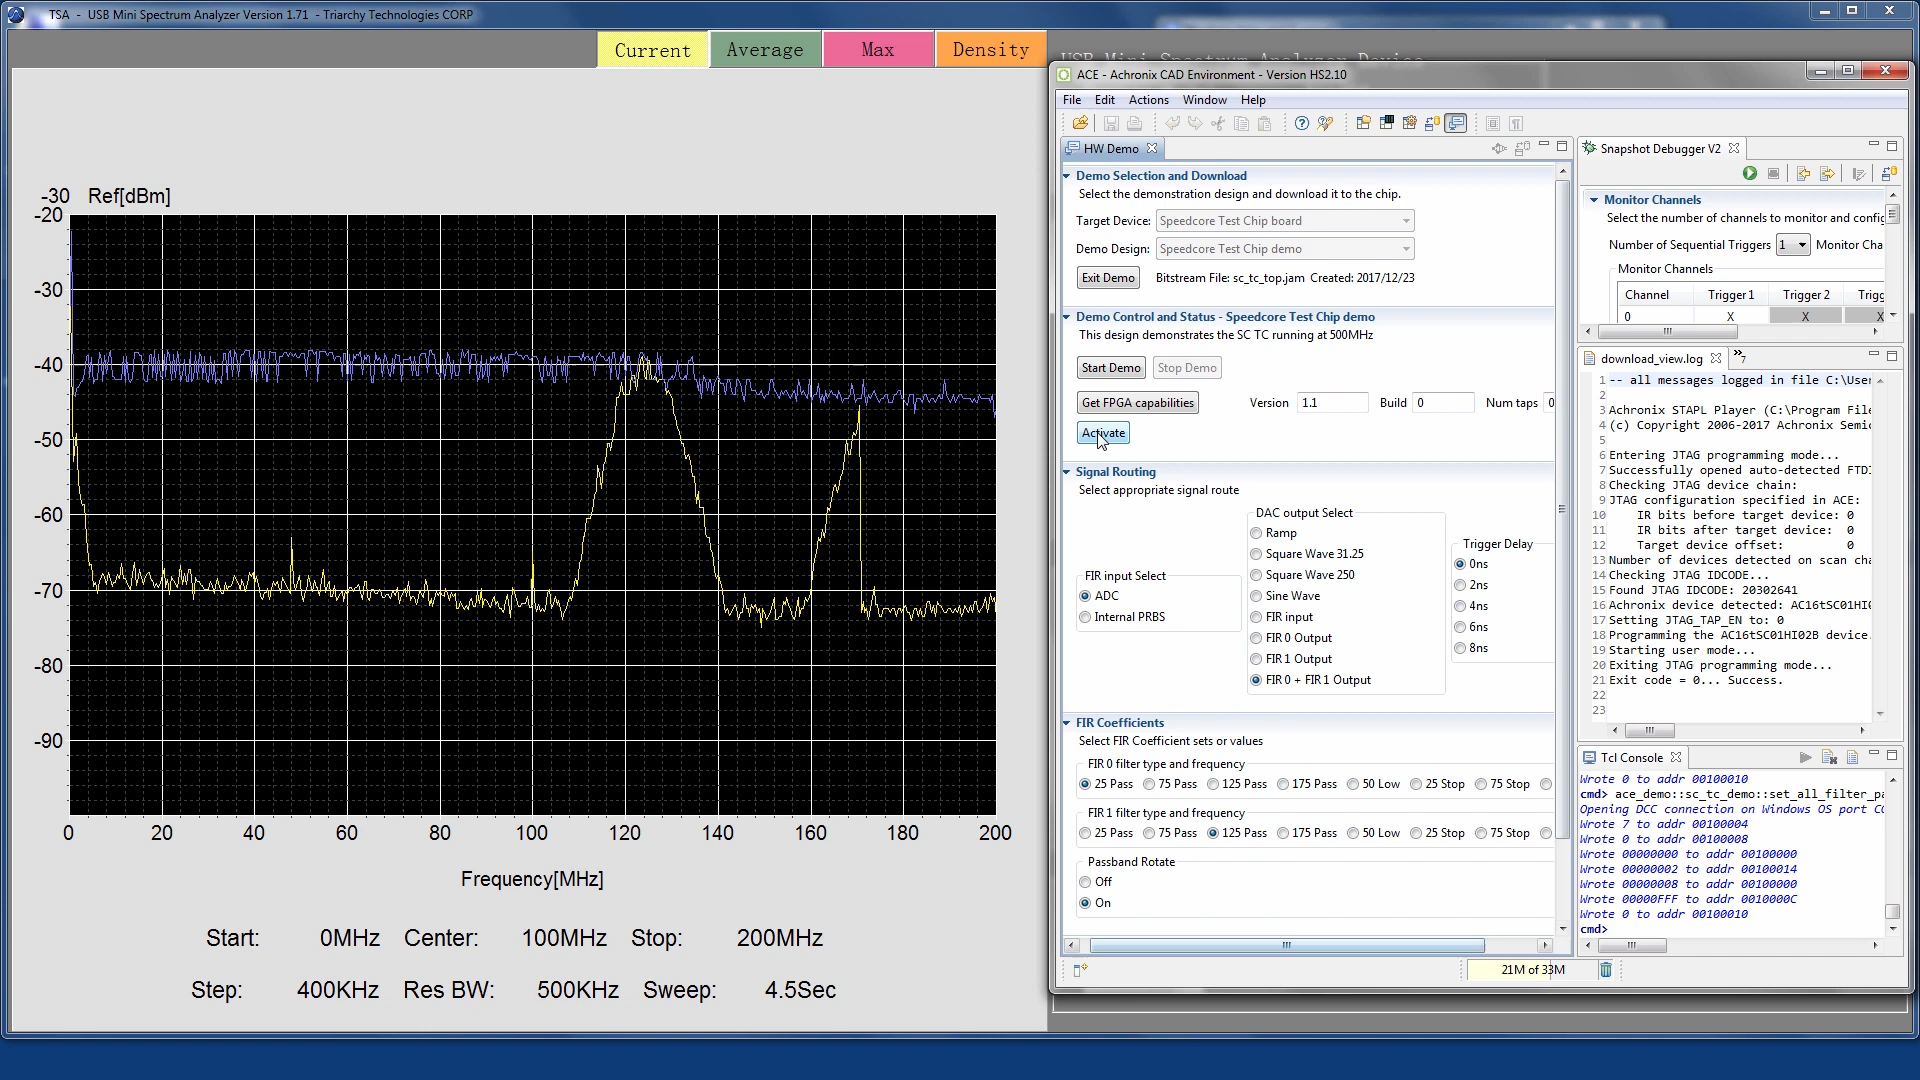 TSA - USB Mini Spectrum Analyzer Version 1.71 - Triarchy Technologies CORP
Current
Average
Max
Density
-30 Ref[dBm]
-20
-30
-40
-50
-60
-70
-80
-90
0 20 40 60 80 100 120 140 160 180 200
Frequency[MHz]
Start: 0MHz Center: 100MHz Stop: 200MHz
Step: 400KHz Res BW: 500KHz Sweep: 4.5Sec
ACE - Achronix CAD Environment - Version HS2.10
File Edit Actions Window Help
HW Demo
Demo Selection and Download
Select the demonstration design and download it to the chip.
Target Device: Speedcore Test Chip board
Demo Design: Speedcore Test Chip demo
Exit Demo Bitstream File: sc_tc_top.jam Created: 2017/12/23
Demo Control and Status - Speedcore Test Chip demo
This design demonstrates the SC TC running at 500MHz
Start Demo Stop Demo
Get FPGA capabilities Version 1.1 Build 0 Num taps 0
Activate
Signal Routing
Select appropriate signal route
FIR input Select
ADC
Internal PRBS
DAC output Select
Ramp
Square Wave 31.25
Square Wave 250
Sine Wave
FIR input
FIR 0 Output
FIR 1 Output
FIR 0 + FIR 1 Output
Trigger Delay
0ns
2ns
4ns
6ns
8ns
FIR Coefficients
Select FIR Coefficient sets or values
FIR 0 filter type and frequency
25 Pass 75 Pass 125 Pass 175 Pass 50 Low 25 Stop 75 Stop
FIR 1 filter type and frequency
25 Pass 75 Pass 125 Pass 175 Pass 50 Low 25 Stop 75 Stop
Passband Rotate
Off
On
21M of 33M
Snapshot Debugger V2
Monitor Channels
Select the number of channels to monitor and config
Number of Sequential Triggers 1 Monitor Cha
Monitor Channels
Channel Trigger 1 Trigger 2 Trigg
0 X X X
download_view.log
7
1 -- all messages logged in file C:\User
2
3 Achronix STAPL Player (C:\Program File
4 (c) Copyright 2006-2017 Achronix Semic
5
6 Entering JTAG programming mode...
7 Successfully opened auto-detected FTDI
8 Checking JTAG device chain:
9 JTAG configuration specified in ACE:
10 IR bits before target device: 0
11 IR bits after target device: 0
12 Target device offset: 0
13 Number of devices detected on scan cha
14 Checking JTAG IDCODE...
15 Found JTAG IDCODE: 20302641
16 Achronix device detected: AC16tSC01HI0
17 Setting JTAG_TAP_EN to: 0
18 Programming the AC16tSC01HI02B device.
19 Starting user mode...
20 Exiting JTAG programming mode...
21 Exit code = 0... Success.
22
23
Tcl Console
Wrote 0 to addr 00100010
cmd> ace_demo::sc_tc_demo::set_all_filter_pa
Opening DCC connection on Windows OS port CO
Wrote 7 to addr 00100004
Wrote 0 to addr 00100008
Wrote 00000000 to addr 00100000
Wrote 00000002 to addr 00100014
Wrote 00000008 to addr 00100000
Wrote 00000FFF to addr 0010000C
Wrote 0 to addr 00100010
cmd>